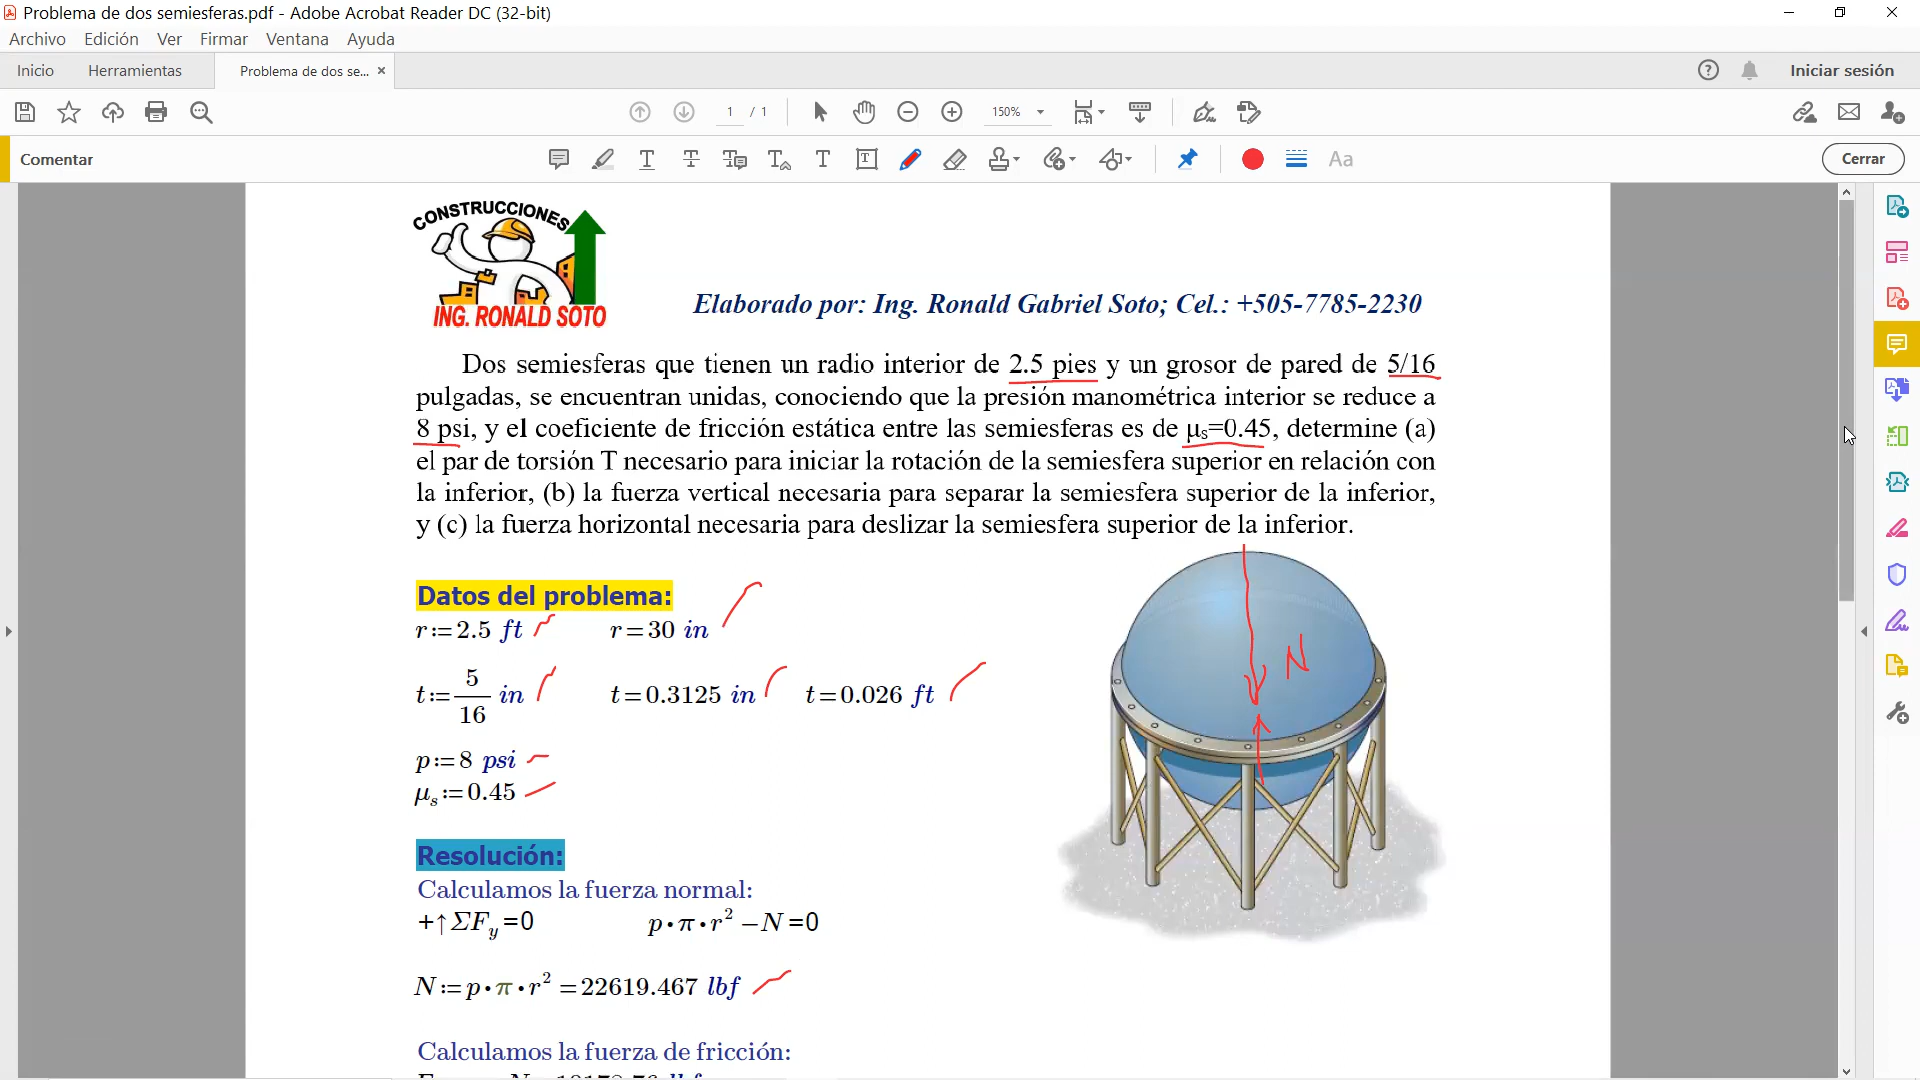 Problema de dos semiesferas.pdf - Adobe Acrobat Reader DC (32-bit)
Archivo Edición Ver Firmar Ventana Ayuda
Inicio Herramientas Problema de dos se... × Iniciar sesión
1 / 1 150%
Comentar Aa Cerrar
CONSTRUCCIONES
ING. RONALD SOTO
Elaborado por: Ing. Ronald Gabriel Soto; Cel.: +505-7785-2230
Dos semiesferas que tienen un radio interior de 2.5 pies y un grosor de pared de 5/16
pulgadas, se encuentran unidas, conociendo que la presión manométrica interior se reduce a
8 psi, y el coeficiente de fricción estática entre las semiesferas es de μs=0.45, determine (a)
el par de torsión T necesario para iniciar la rotación de la semiesfera superior en relación con
la inferior, (b) la fuerza vertical necesaria para separar la semiesfera superior de la inferior,
y (c) la fuerza horizontal necesaria para deslizar la semiesfera superior de la inferior.
Datos del problema:
r:=2.5 ft r=30 in
t:=5/16 in t=0.3125 in t=0.026 ft
p:=8 psi
μs:=0.45
N
Resolución:
Calculamos la fuerza normal:
+↑ΣFy=0 p•π•r² −N=0
N:=p•π•r²=22619.467 lbf
Calculamos la fuerza de fricción: